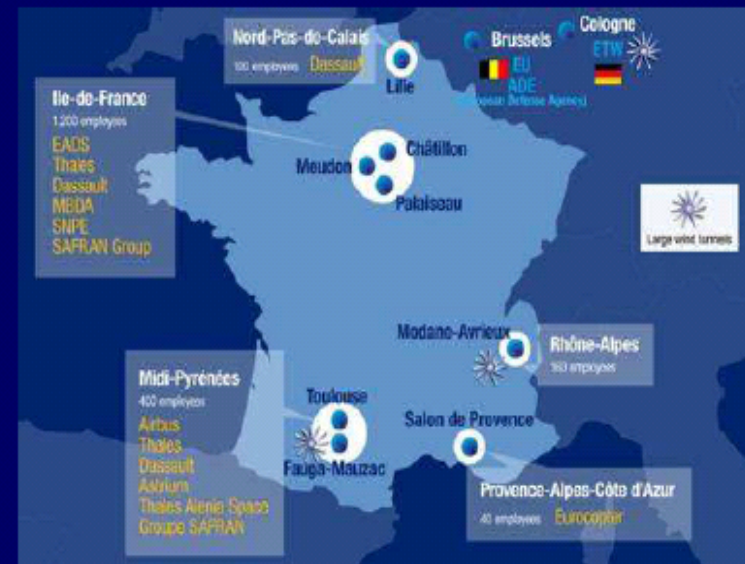 Nord-Pas-de-Calais
100 employees Dassault
Lille
Brussels
EU
ADE
(European Defense Agency)
Cologne
ETW
Ile-de-France
1,200 employees
EADS
Thales
Dassault
MBDA
SNPE
SAFRAN Group
Meudon
Châtillon
Palaiseau
Large wind tunnels
Modane-Avrieux
Rhône-Alpes
employees
Midi-Pyrénées
400 employees
Airbus
Thales
Dassault
Astrium
Thales Alenia Space
Groupe SAFRAN
Toulouse
Fauga-Mauzac
Salon de Provence
Provence-Alpes-Côte d'Azur
40 employees Eurocopter